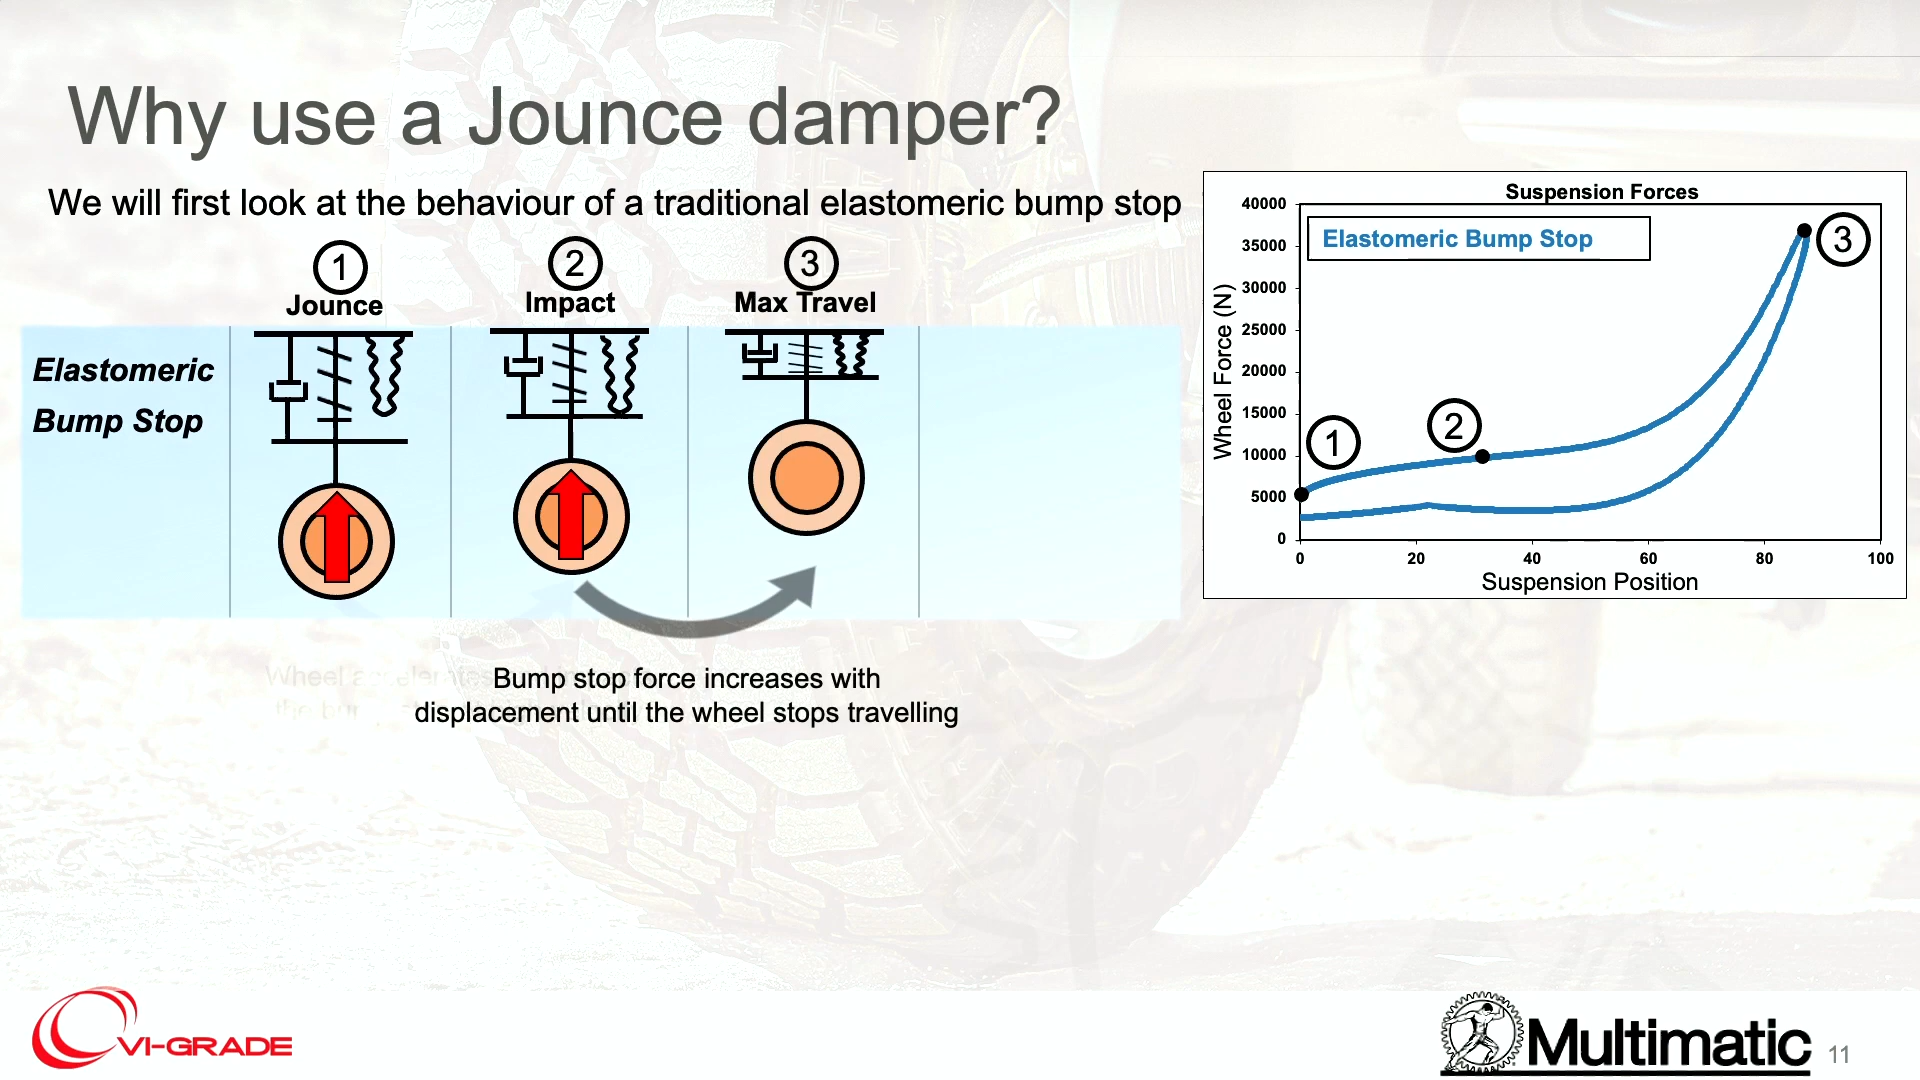 Why use a Jounce damper?
We will first look at the behaviour of a traditional elastomeric bump stop
1
Jounce
2
Impact
3
Max Travel
Elastomeric
Bump Stop
Bump stop force increases with
displacement until the wheel stops travelling
Suspension Forces
Elastomeric Bump Stop
Wheel Force (N)
40000
35000
30000
25000
20000
15000
10000
5000
0
1
2
3
0 20 40 60 80 100
Suspension Position
VI-GRADE
Multimatic
11